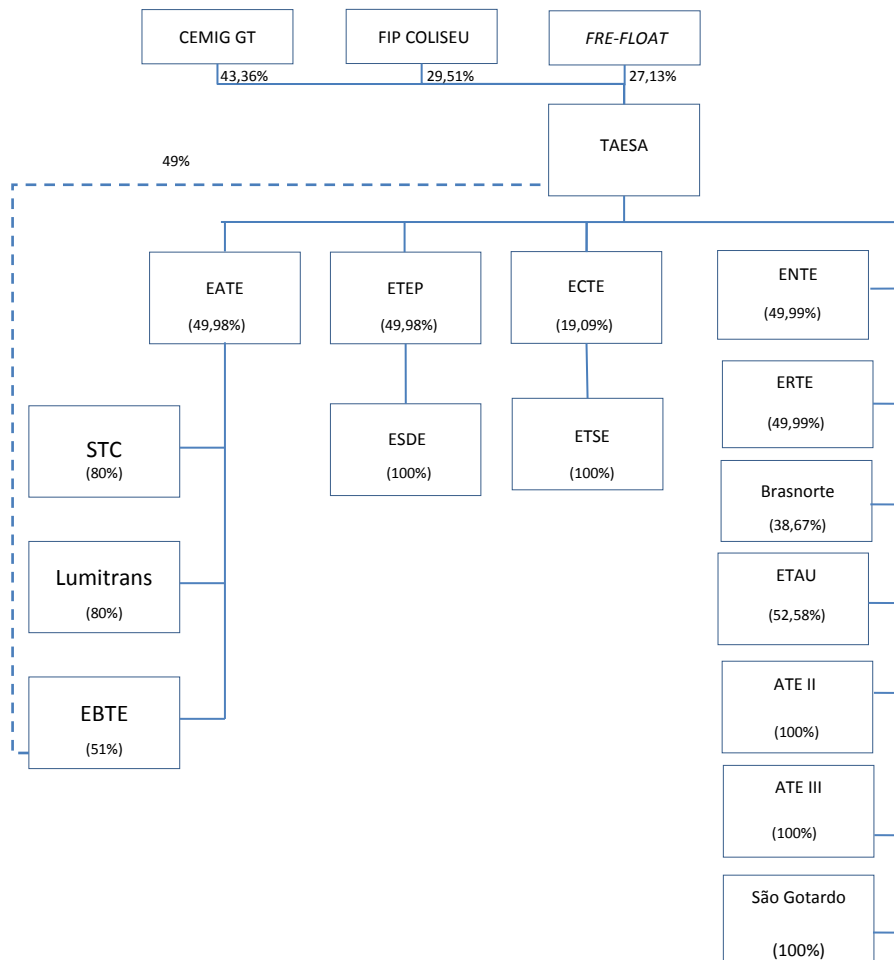 CEMIG GT
FIP COLISEU
FRE-FLOAT
43,36%
29,51%
27,13%
TAESA
49%
EATE
(49,98%)
ETEP
(49,98%)
ECTE
(19,09%)
ENTE
(49,99%)
ERTE
(49,99%)
STC
(80%)
ESDE
(100%)
ETSE
(100%)
Brasnorte
(38,67%)
Lumitrans
(80%)
ETAU
(52,58%)
EBTE
(51%)
ATE II
(100%)
ATE III
(100%)
São Gotardo
(100%)